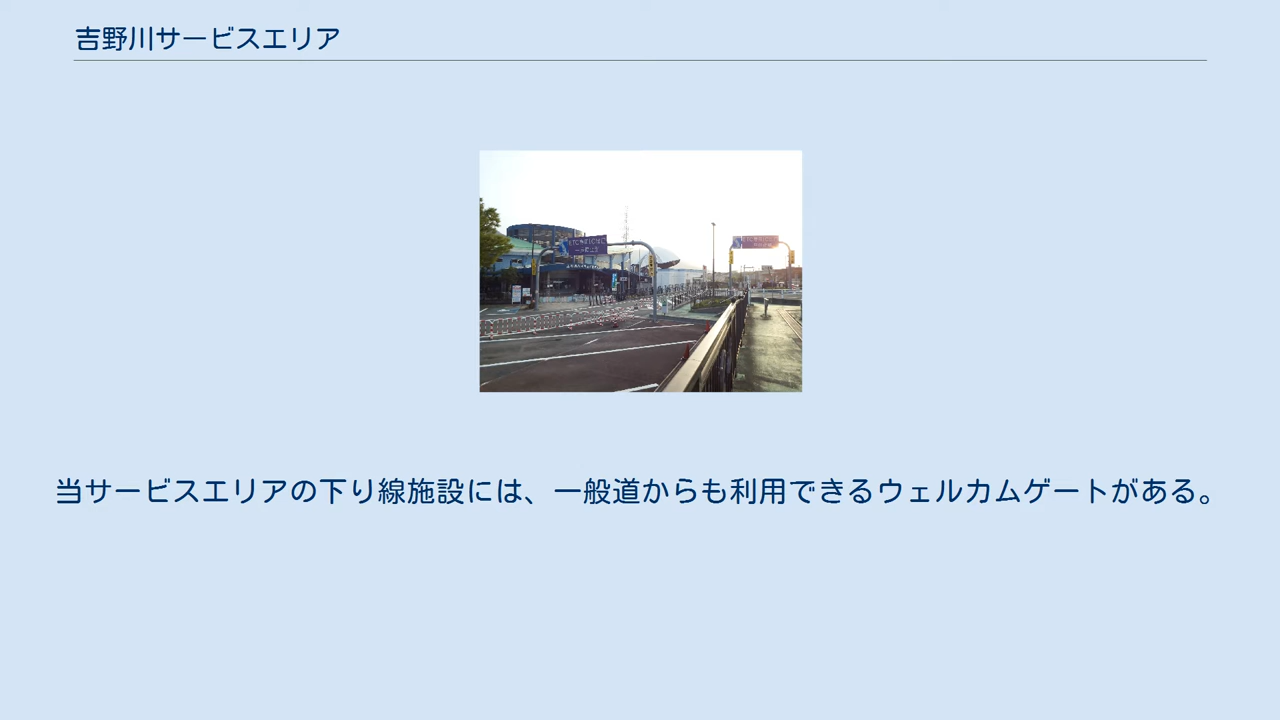 吉野川サービスエリア
当サービスエリアの下り線施設には、一般道からも利用できるウェルカムゲートがある。